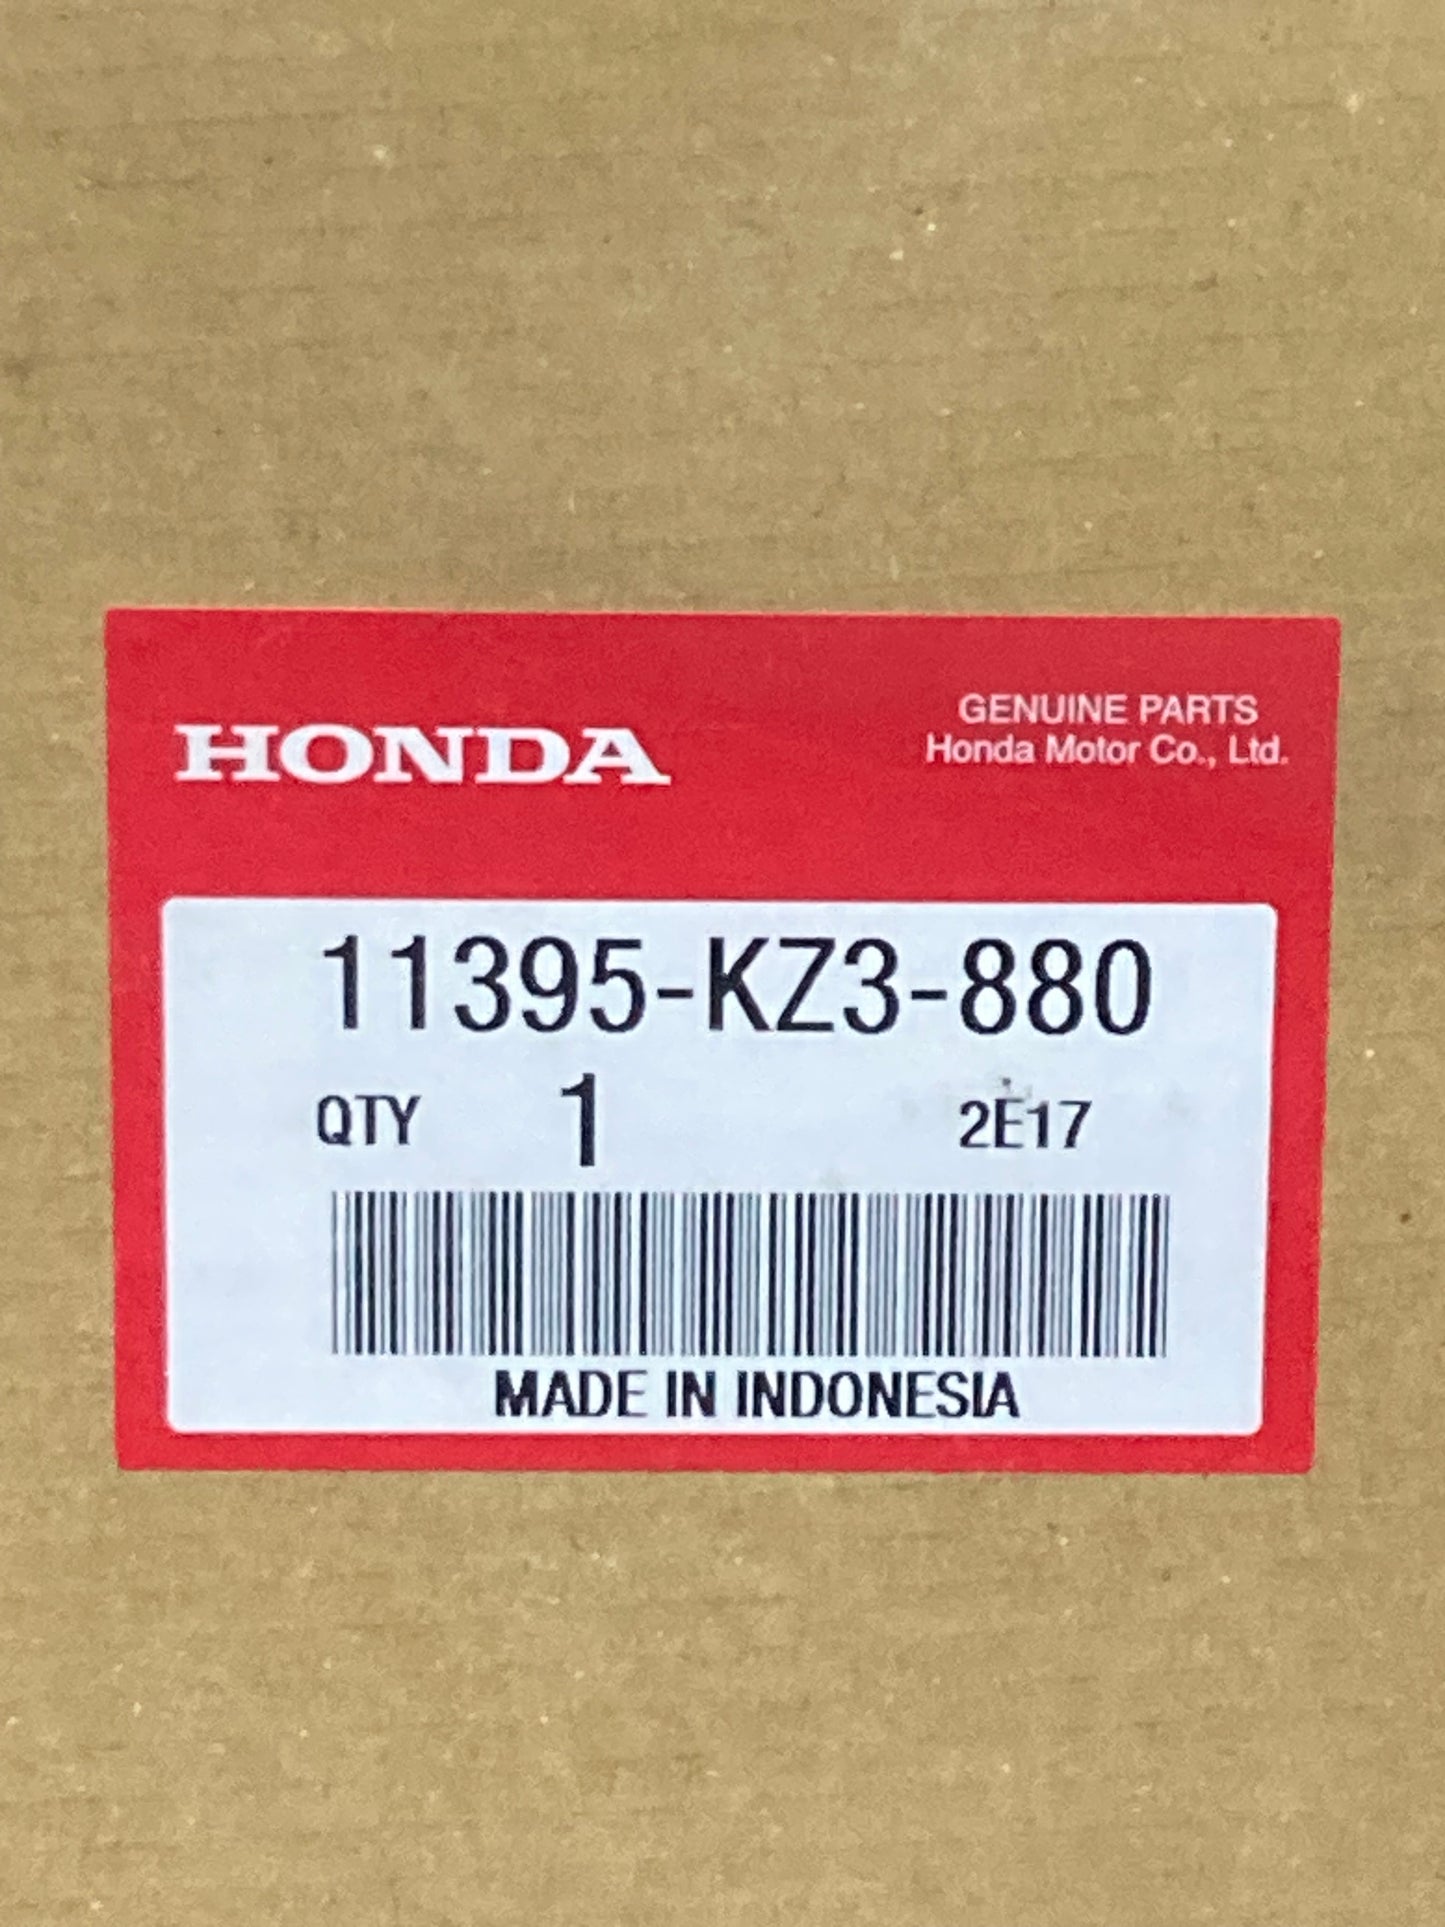 HONDA
GENUINE PARTS
Honda Motor Co., Ltd.
11395-KZ3-880
QTY 1 2E17
MADE IN INDONESIA